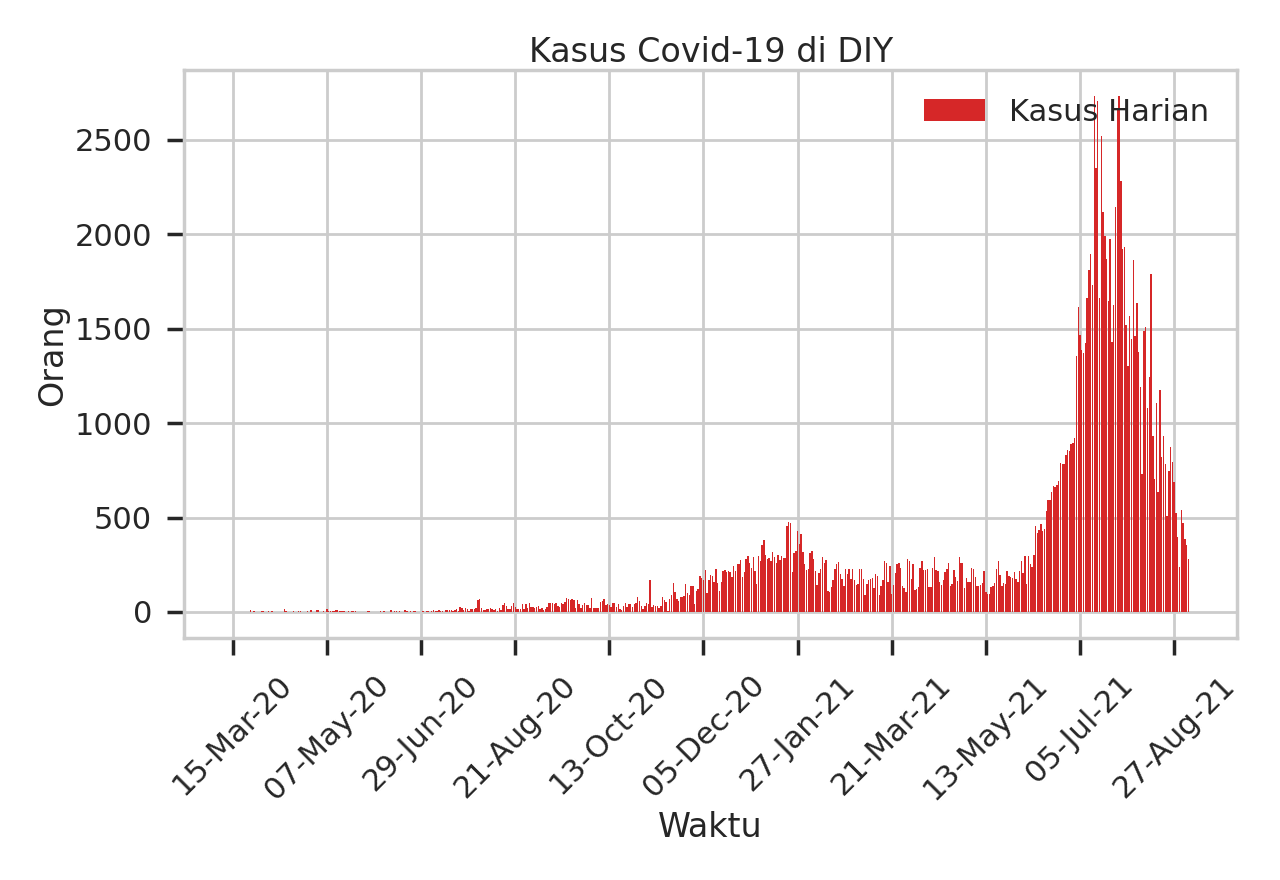 Kasus Covid-19 di DIY
Kasus Harian
Orang
2500
2000
1500
1000
500
0
15-Mar-20
07-May-20
29-Jun-20
21-Aug-20
13-Oct-20
05-Dec-20
27-Jan-21
21-Mar-21
13-May-21
05-Jul-21
27-Aug-21
Waktu